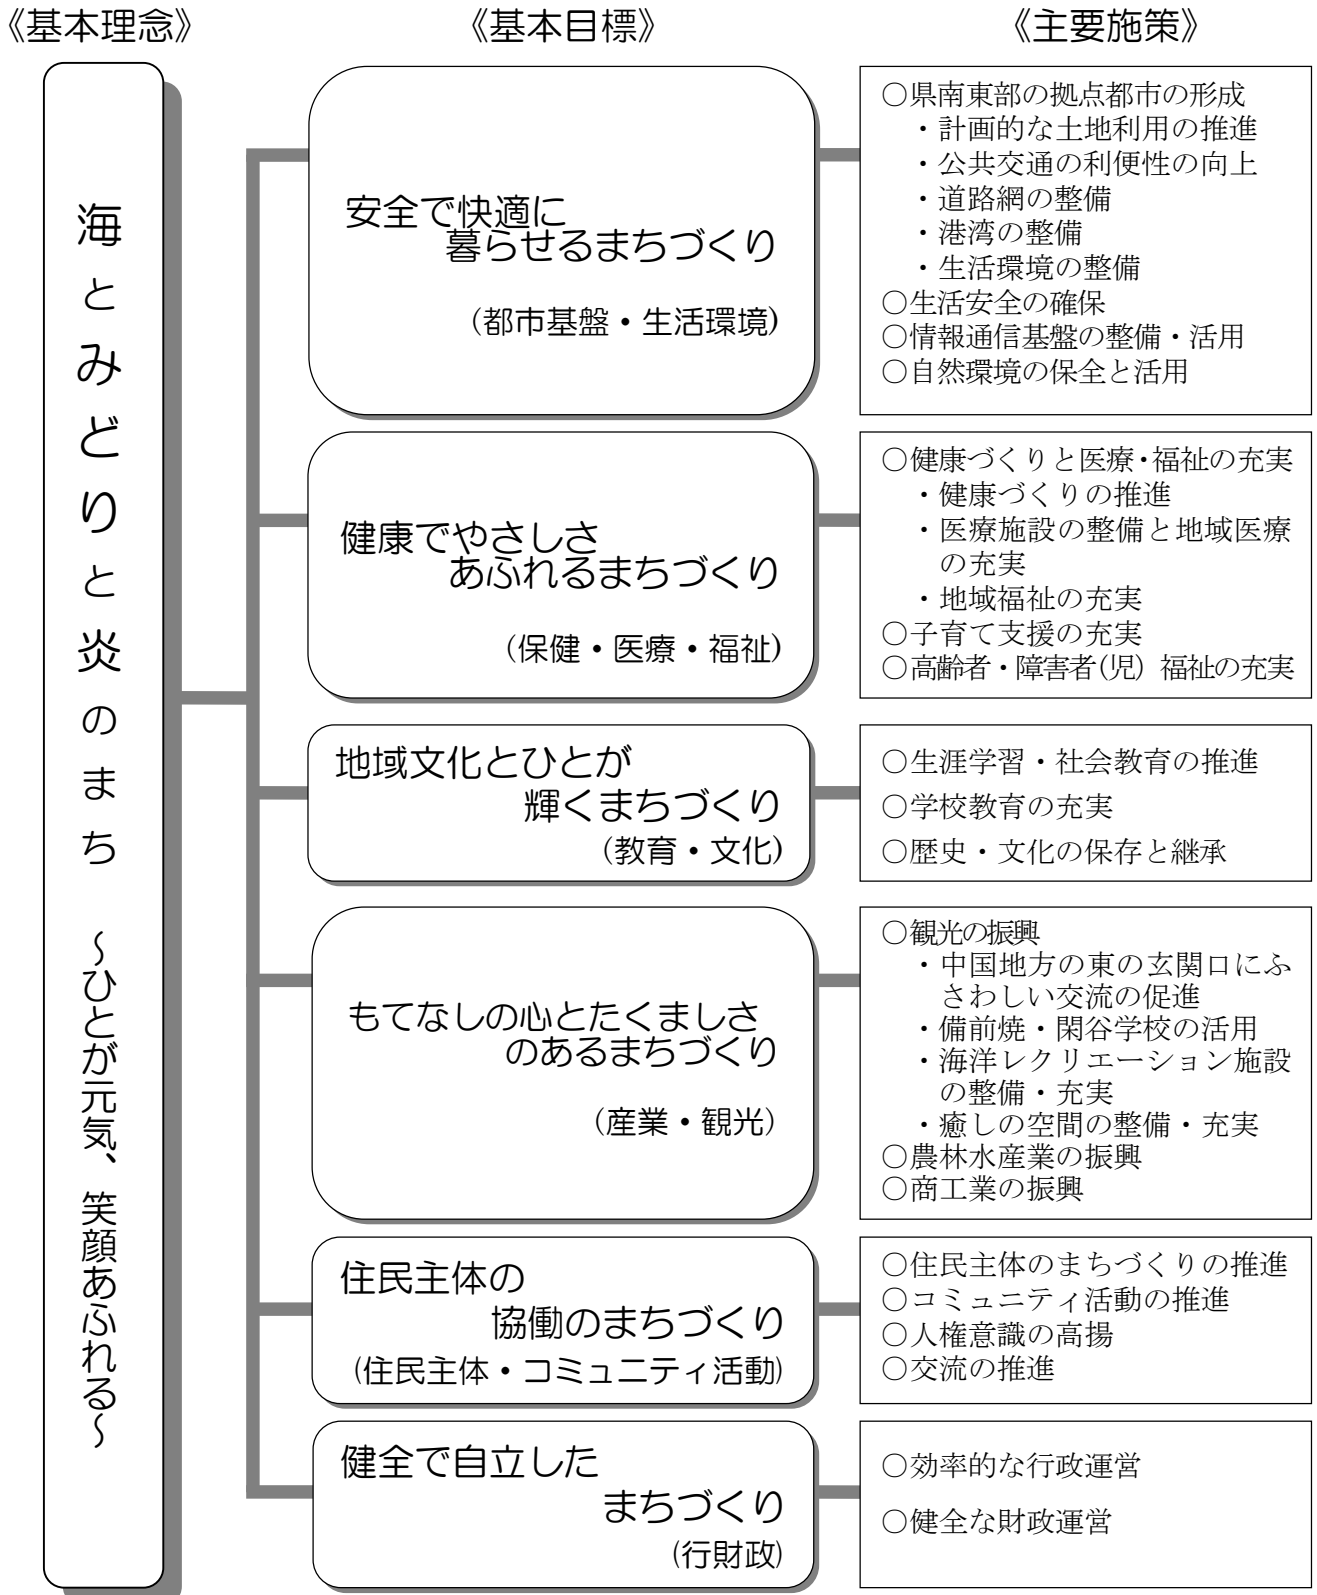 《基本理念》
《基本目標》
《主要施策》
海とみどりと炎のまち ～ひとが元気、笑顔あふれる～
安全で快適に
暮らせるまちづくり
(都市基盤・生活環境)
○県南東部の拠点都市の形成
・計画的な土地利用の推進
・公共交通の利便性の向上
・道路網の整備
・港湾の整備
・生活環境の整備
○生活安全の確保
○情報通信基盤の整備・活用
○自然環境の保全と活用
健康でやさしさ
あふれるまちづくり
(保健・医療・福祉)
○健康づくりと医療・福祉の充実
・健康づくりの推進
・医療施設の整備と地域医療
の充実
・地域福祉の充実
○子育て支援の充実
○高齢者・障害者(児) 福祉の充実
地域文化とひとが
輝くまちづくり
(教育・文化)
○生涯学習・社会教育の推進
○学校教育の充実
○歴史・文化の保存と継承
もてなしの心とたくましさ
のあるまちづくり
(産業・観光)
○観光の振興
・中国地方の東の玄関口にふ
さわしい交流の促進
・備前焼・閑谷学校の活用
・海洋レクリエーション施設
の整備・充実
・癒しの空間の整備・充実
○農林水産業の振興
○商工業の振興
住民主体の
協働のまちづくり
(住民主体・コミュニティ活動)
○住民主体のまちづくりの推進
○コミュニティ活動の推進
○人権意識の高揚
○交流の推進
健全で自立した
まちづくり
(行財政)
○効率的な行政運営
○健全な財政運営